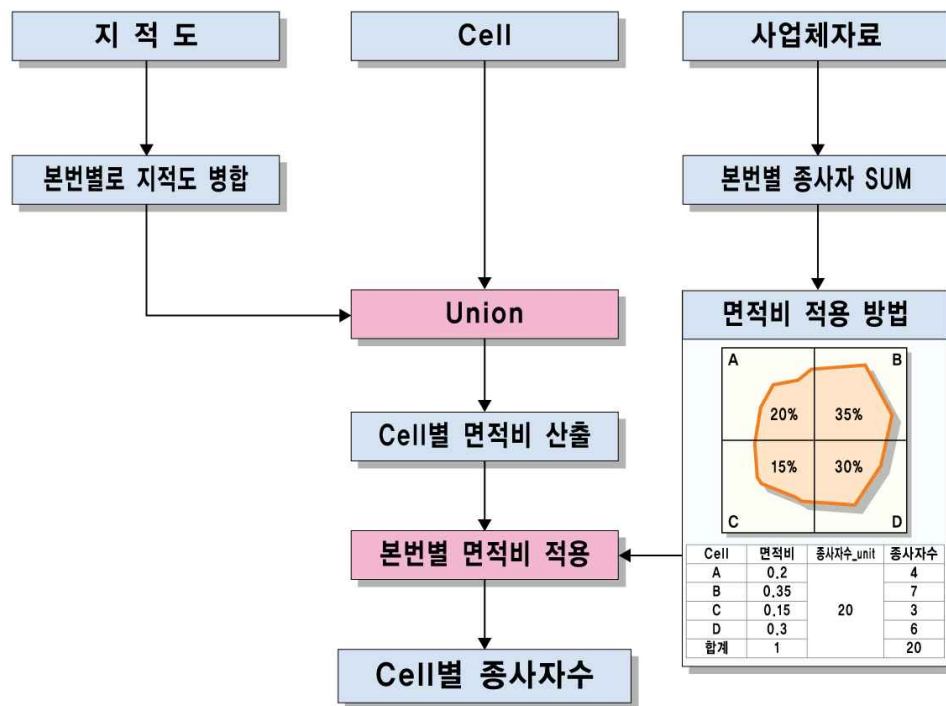 지 적 도
Cell
사업체자료
본번별로 지적도 병합
본번별 종사자 SUM
Union
면적비 적용 방법
A B
20% 35%
15% 30%
C D
Cell별 면적비 산출
본번별 면적비 적용
Cell 면적비 종사자수_unit 종사자수
A 0.2 4
B 0.35 7
C 0.15 20 3
D 0.3 6
합계 1 20
Cell별 종사자수